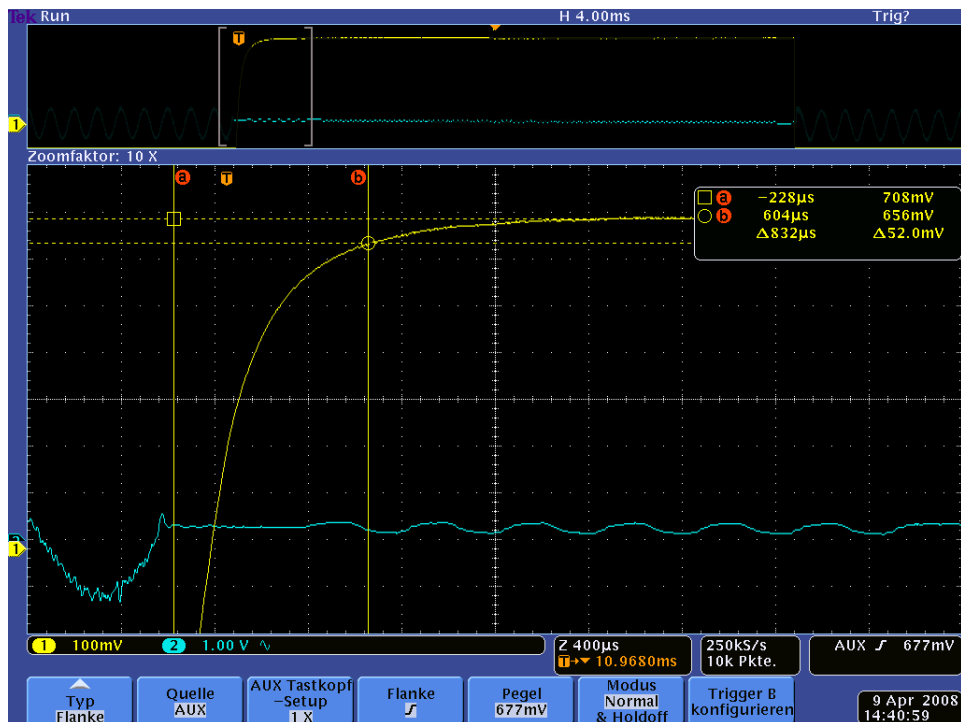 Tek Run H 4.00ms Trig?
T
1
Zoomfaktor: 10 X
a T b
a -228µs 708mV
b 604µs 656mV
Δ832µs Δ52.0mV
2
1
1 100mV 2 1.00 V ∿
Z 400µs
T→▼ 10.9680ms
250kS/s
10k Pkte.
AUX ƒ 677mV
Typ
Flanke
Quelle
AUX
AUX Tastkopf
-Setup
1 X
Flanke
ƒ
Pegel
677mV
Modus
Normal
& Holdoff
Trigger B
konfigurieren
9 Apr 2008
14:40:59